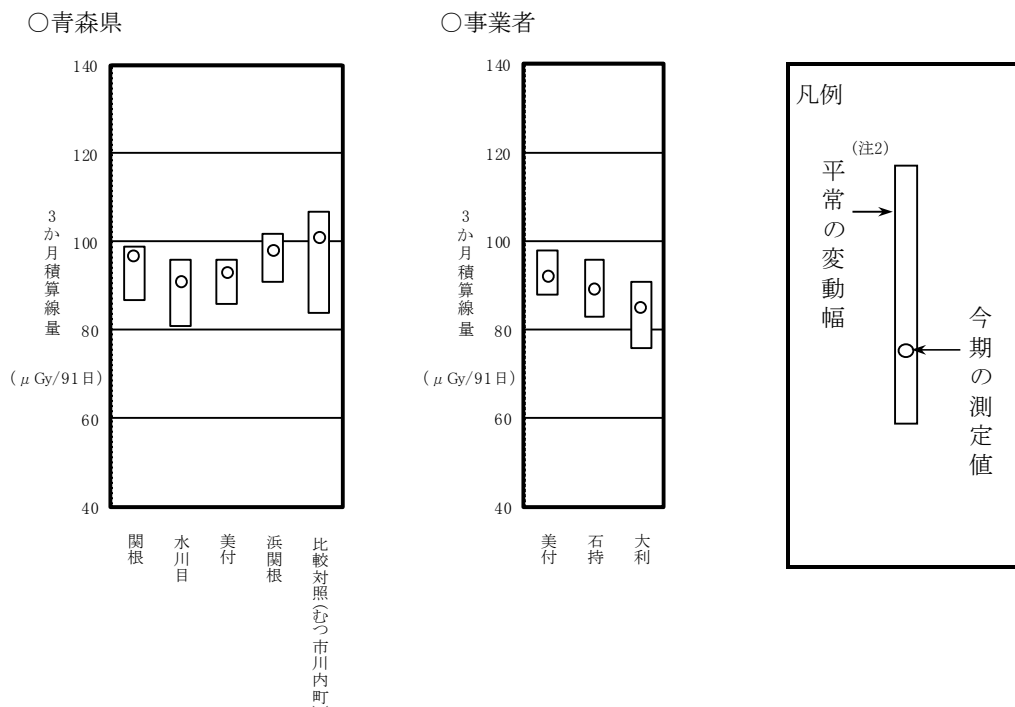 ○青森県
140
120
100
80
60
40
3か月積算線量
(μGy/91日)
関根
水川目
美付
浜関根
比較対照(むつ市川内町
○事業者
140
120
100
80
60
40
3か月積算線量
(μGy/91日)
美付
石持
大利
凡例
(注2)
平常の変動幅
今期の測定値